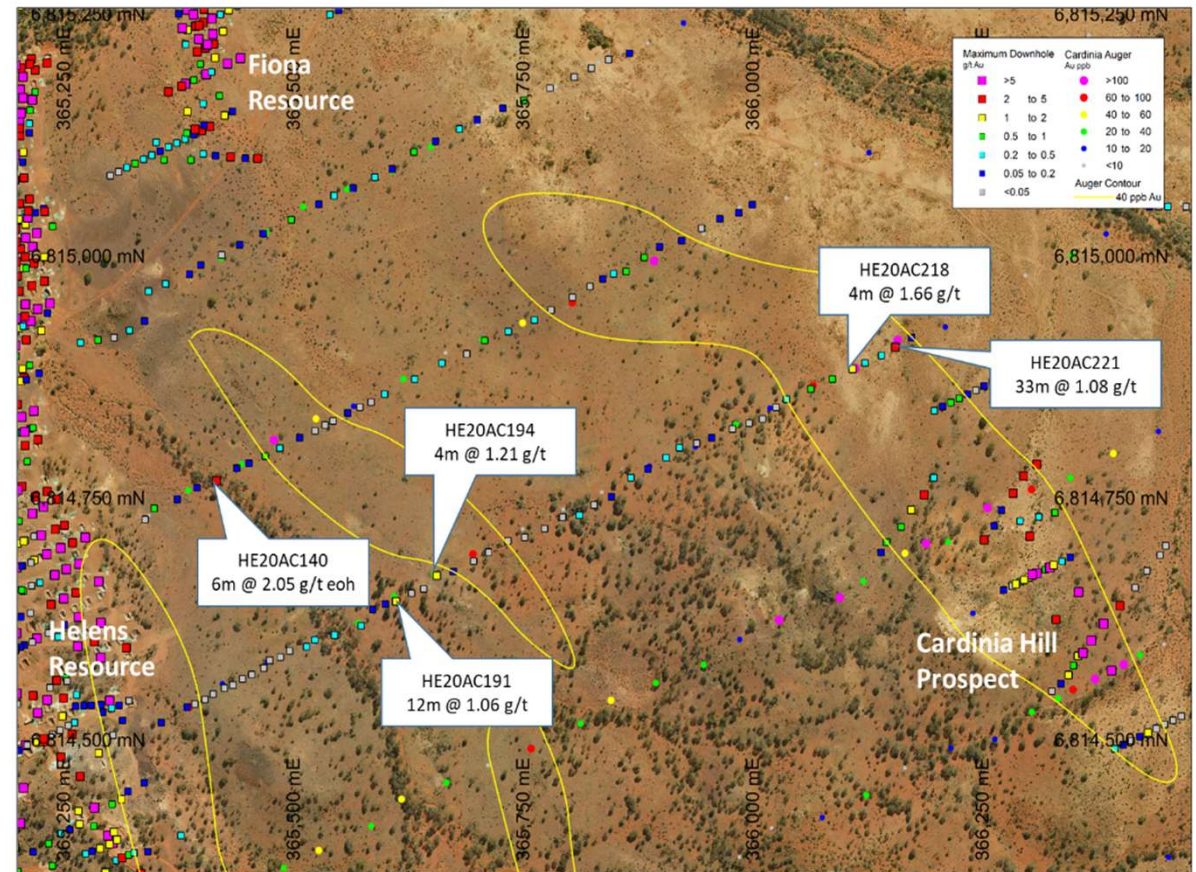 6,815,250 mN
6,815,250 mN
365,250 mE
365,500 mE
365,750 mE
366,000 mE
366,250 mE
Fiona
Resource
Maximum Downhole
g/t Au
>5
2 to 5
1 to 2
0.5 to 1
0.2 to 0.5
0.05 to 0.2
<0.05
Cardinia Auger
Au ppb
>100
60 to 100
40 to 60
20 to 40
10 to 20
<10
Auger Contour
40 ppb Au
6,815,000 mN
6,815,000 mN
HE20AC218
4m @ 1.66 g/t
HE20AC221
33m @ 1.08 g/t
HE20AC194
4m @ 1.21 g/t
6,814,750 mN
6,814,750 mN
HE20AC140
6m @ 2.05 g/t eoh
Helens
Resource
Cardinia Hill
Prospect
HE20AC191
12m @ 1.06 g/t
6,814,500 mN
6,814,500 mN
365,250 mE
365,500 mE
365,750 mE
366,000 mE
366,250 mE